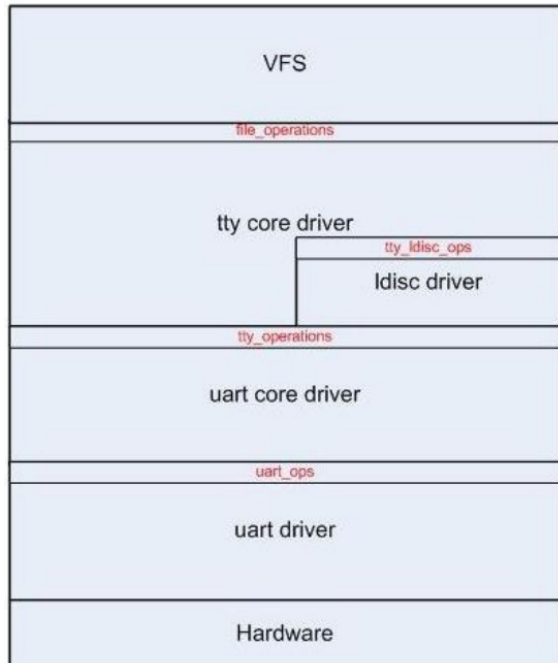 VFS
file_operations
tty core driver
tty_ldisc_ops
ldisc driver
tty_operations
uart core driver
uart_ops
uart driver
Hardware